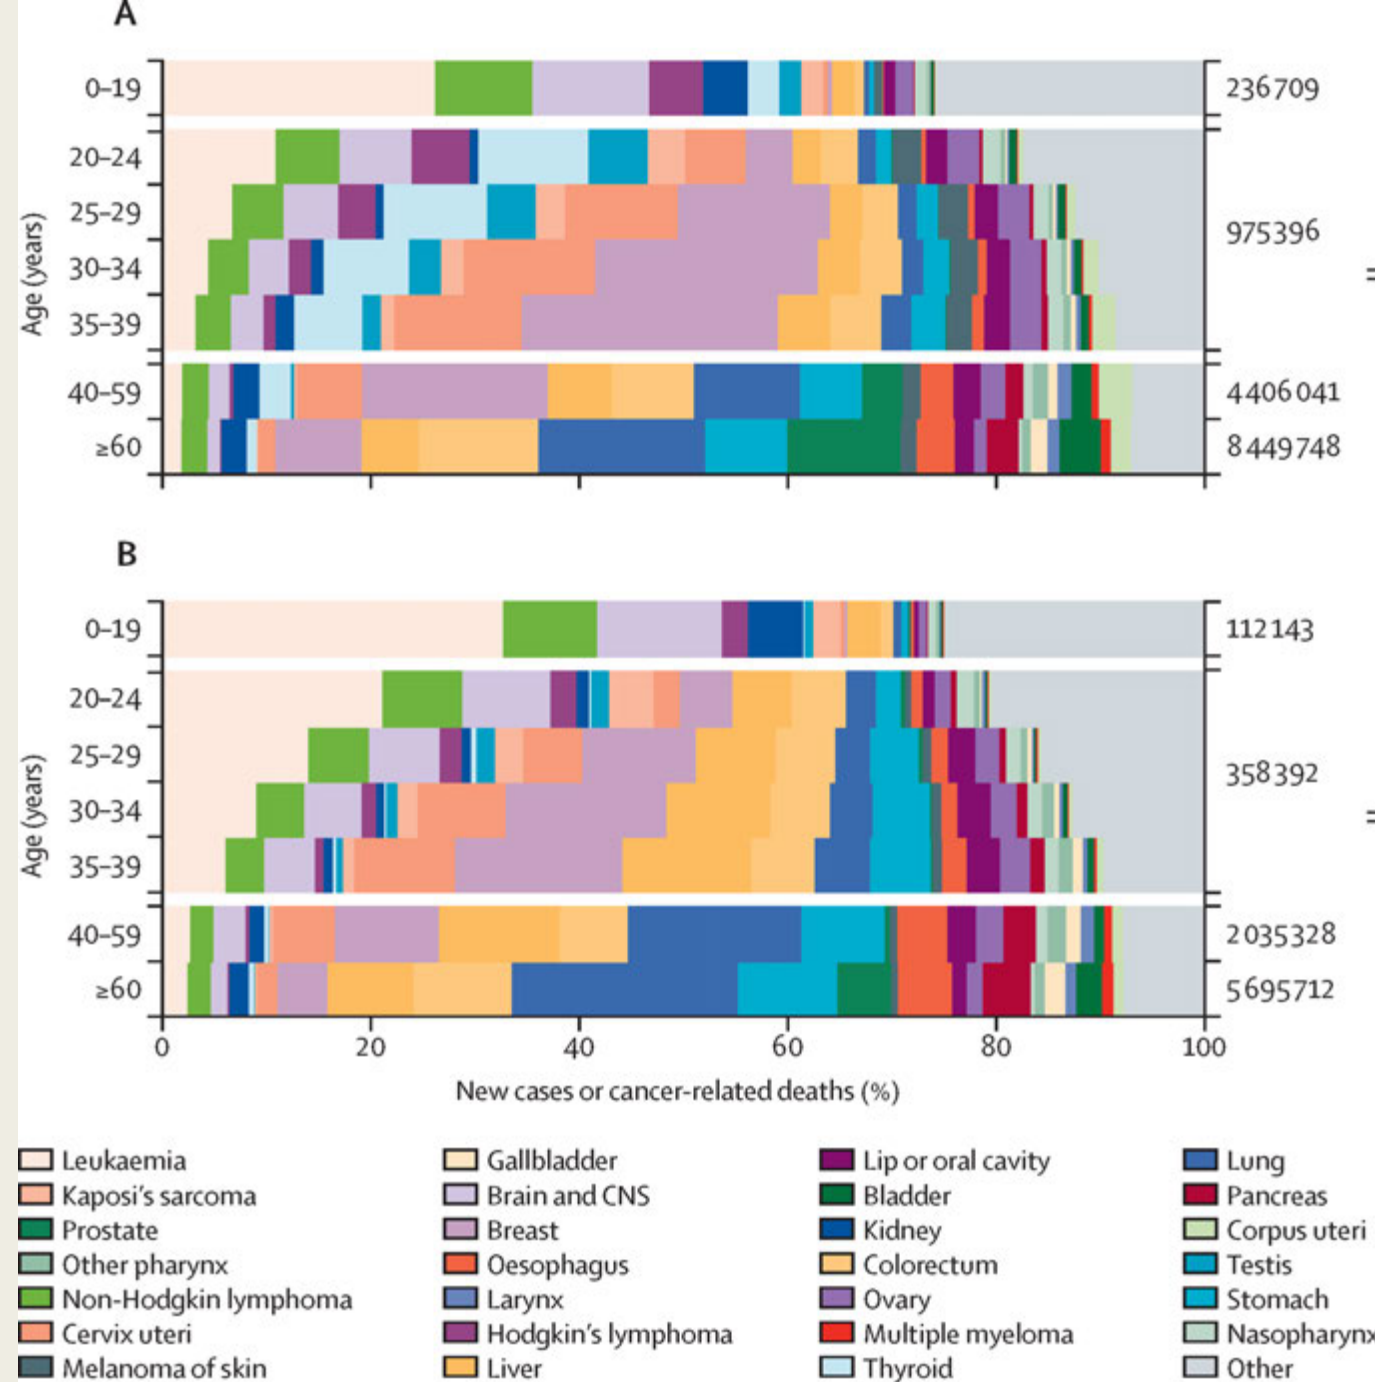 A
0–19 236709
20–24
25–29 975396
30–34
35–39
40–59 4406041
≥60 8449748
Age (years)
B
0–19 112143
20–24
25–29 358392
30–34
35–39
40–59 2035328
≥60 5695712
Age (years)
0 20 40 60 80 100
New cases or cancer-related deaths (%)
Leukaemia Gallbladder Lip or oral cavity Lung
Kaposi's sarcoma Brain and CNS Bladder Pancreas
Prostate Breast Kidney Corpus uteri
Other pharynx Oesophagus Colorectum Testis
Non-Hodgkin lymphoma Larynx Ovary Stomach
Cervix uteri Hodgkin's lymphoma Multiple myeloma Nasopharynx
Melanoma of skin Liver Thyroid Other